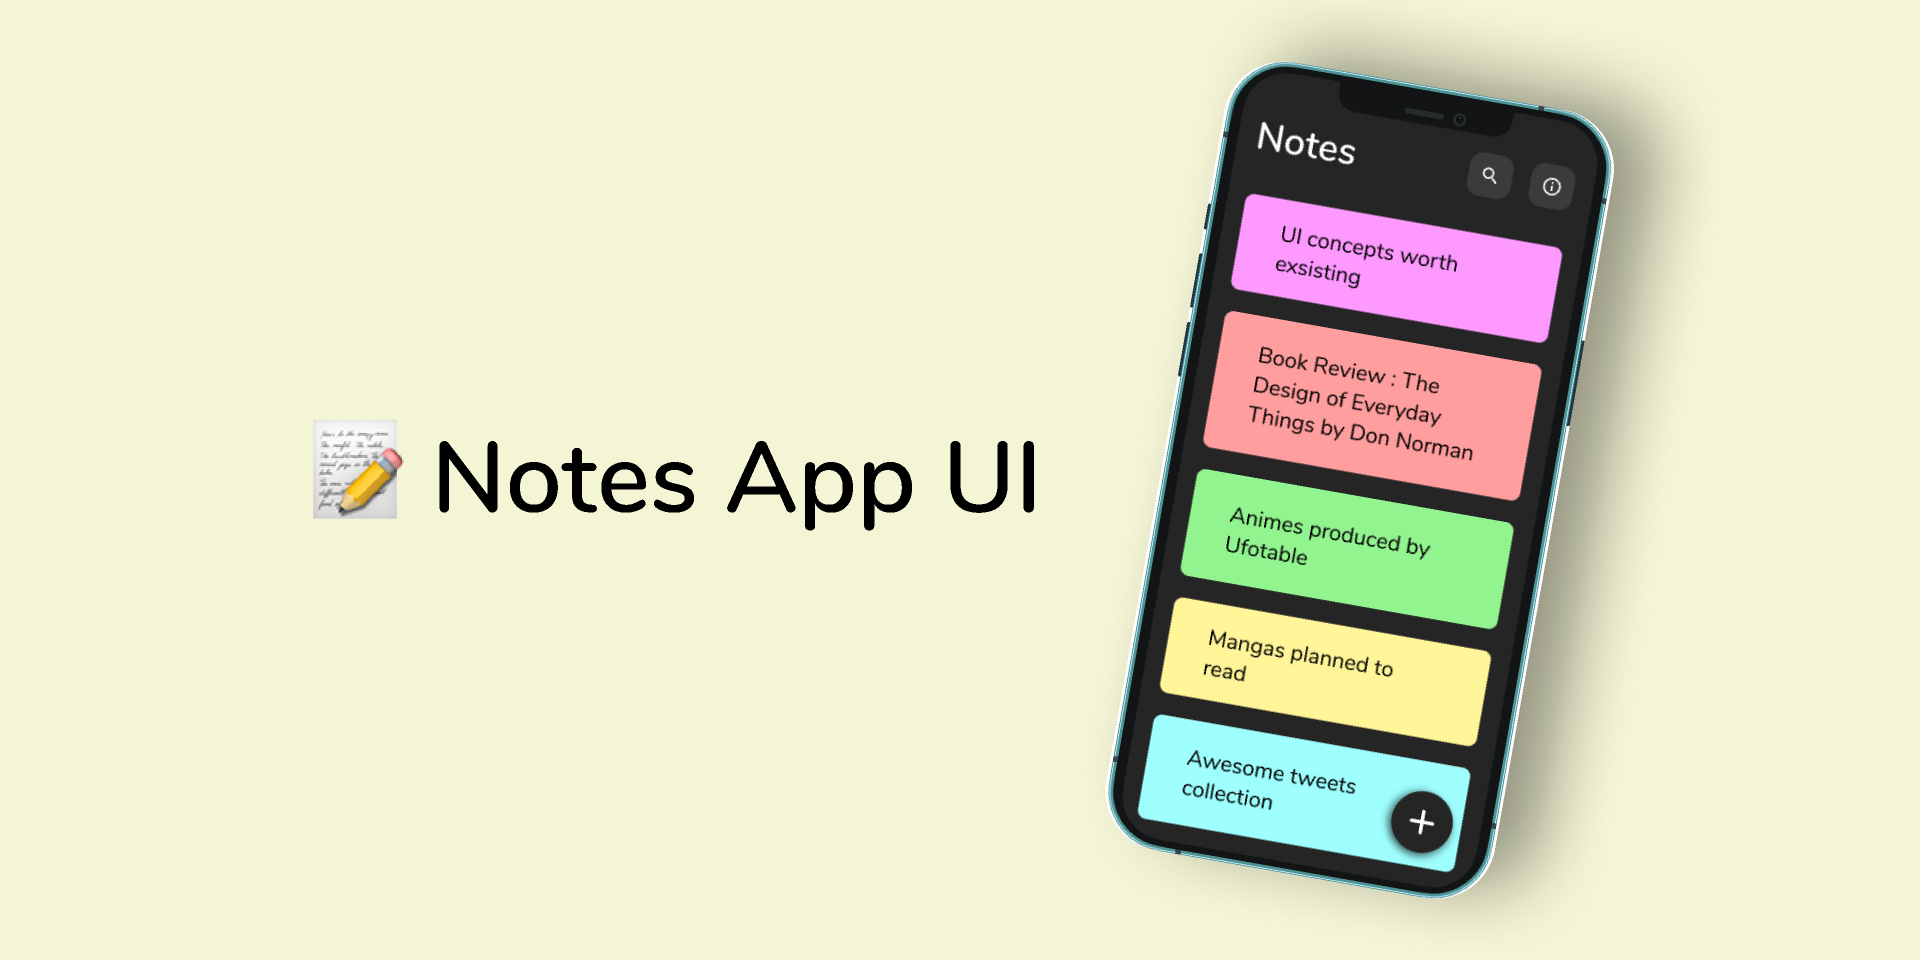 Notes App UI
Notes
UI concepts worth
exsisting
Book Review : The
Design of Everyday
Things by Don Norman
Animes produced by
Ufotable
Mangas planned to
read
Awesome tweets
collection